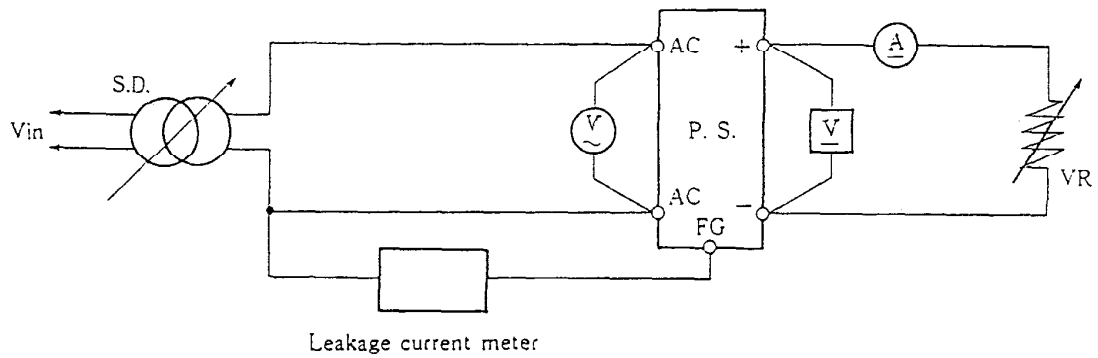 S.D.
Vin
AC
+
A
V
P. S.
V
VR
AC
−
FG
Leakage current meter